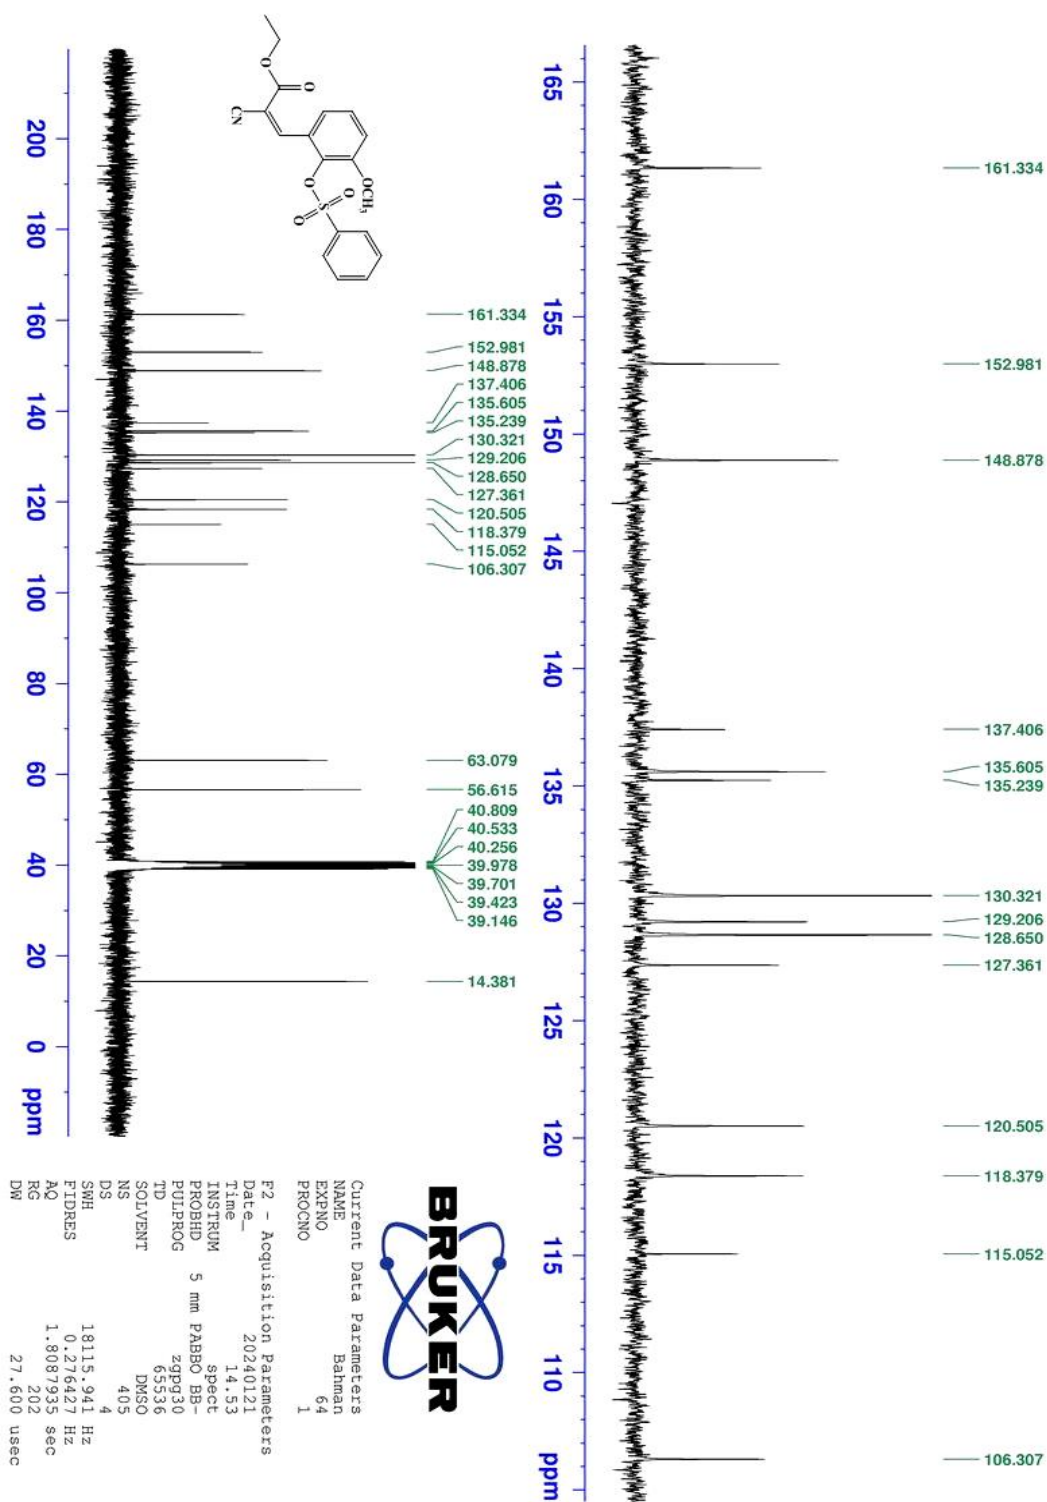 161.334
152.981
148.878
137.406
135.605
135.239
130.321
129.206
128.650
127.361
120.505
118.379
115.052
106.307
165 160 155 150 145 140 135 130 125 120 115 110 ppm
O
O
CN
OCH3
O
O
S
O
161.334
152.981
148.878
137.406
135.605
135.239
130.321
129.206
128.650
127.361
120.505
118.379
115.052
106.307
63.079
56.615
40.809
40.533
40.256
39.978
39.701
39.423
39.146
14.381
200 180 160 140 120 100 80 60 40 20 0 ppm
BRUKER
Current Data Parameters
NAME Bahman
EXPNO 64
PROCNO 1
F2 - Acquisition Parameters
Date_ 20240121
Time 14.53
INSTRUM spect
PROBHD 5 mm PABBO BB-
PULPROG zgpg30
TD 65536
SOLVENT DMSO
NS 405
DS 4
SWH 18115.941 Hz
FIDRES 0.276427 Hz
AQ 1.8087935 sec
RG 202
DW 27.600 usec